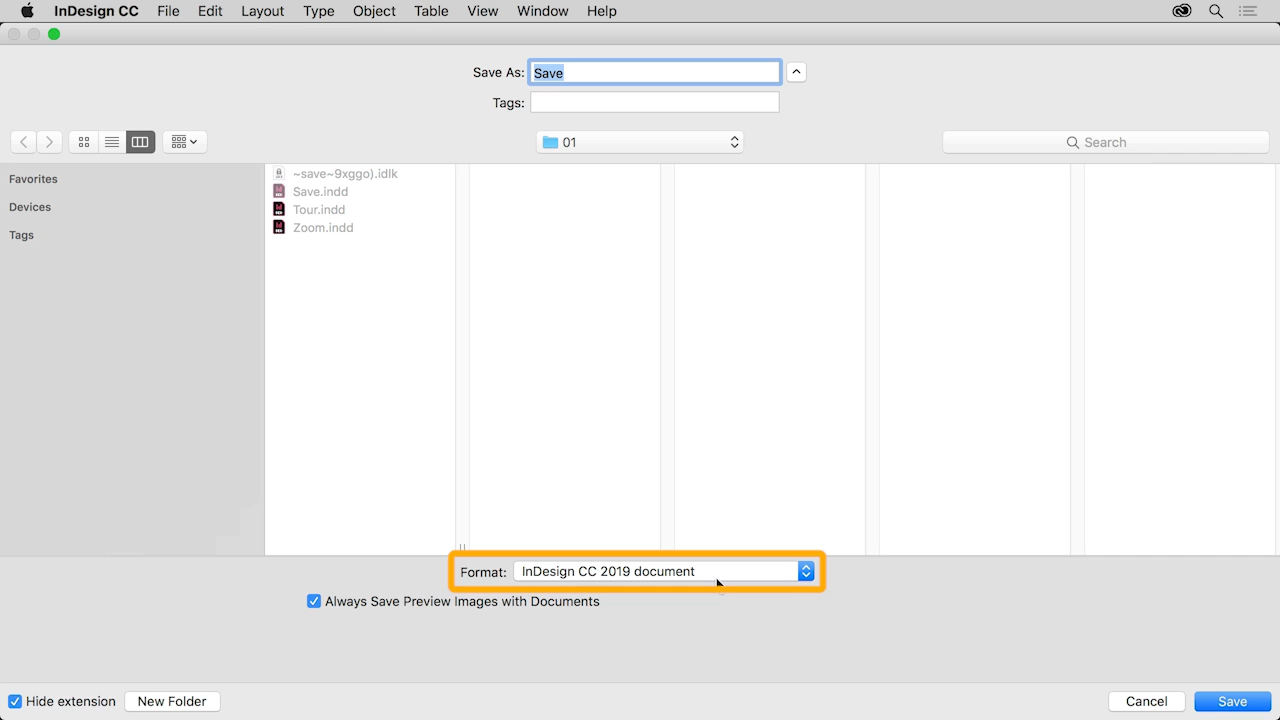 InDesign CC File Edit Layout Type Object Table View Window Help
Save As: Save
Tags:
01
Search
Favorites
Devices
Tags
~save~9xggo).idlk
Save.indd
Tour.indd
Zoom.indd
Format: InDesign CC 2019 document
Always Save Preview Images with Documents
Hide extension New Folder Cancel Save